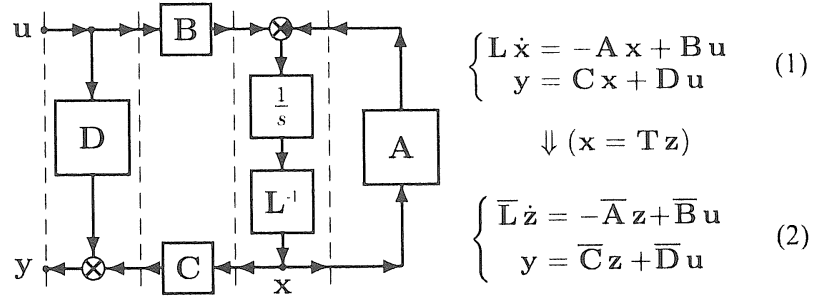 u
B
D
1/s
A
L⁻¹
y
C
x
L ẋ = −A x + B u
y = C x + D u
(1)
⇓ (x = T z)
L̅ ż = −A̅ z + B̅ u
y = C̅ z + D̅ u
(2)